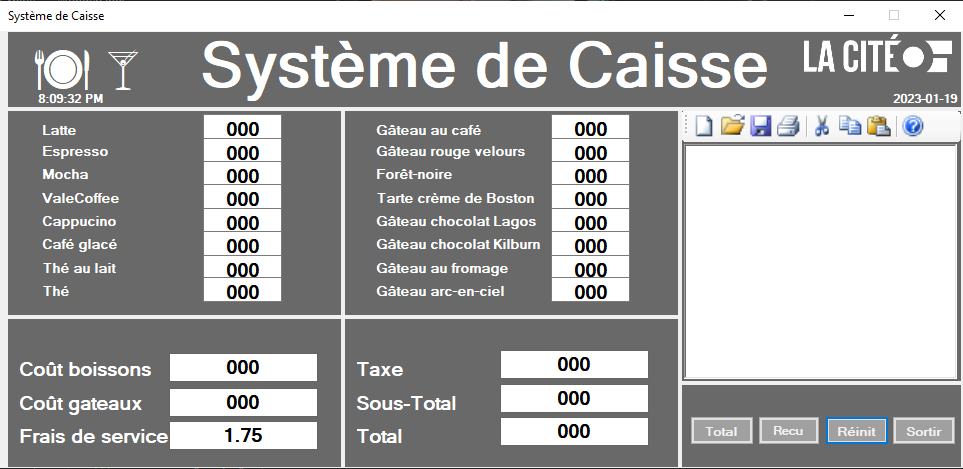 Système de Caisse
Système de Caisse
LA CITÉ
8:09:32 PM
2023-01-19
Latte 000
Espresso 000
Mocha 000
ValeCoffee 000
Cappucino 000
Café glacé 000
Thé au lait 000
Thé 000
Gâteau au café 000
Gâteau rouge velours 000
Forêt-noire 000
Tarte crème de Boston 000
Gâteau chocolat Lagos 000
Gâteau chocolat Kilburn 000
Gâteau au fromage 000
Gâteau arc-en-ciel 000
Coût boissons 000
Coût gateaux 000
Frais de service 1.75
Taxe 000
Sous-Total 000
Total 000
Total Recu Réinit Sortir